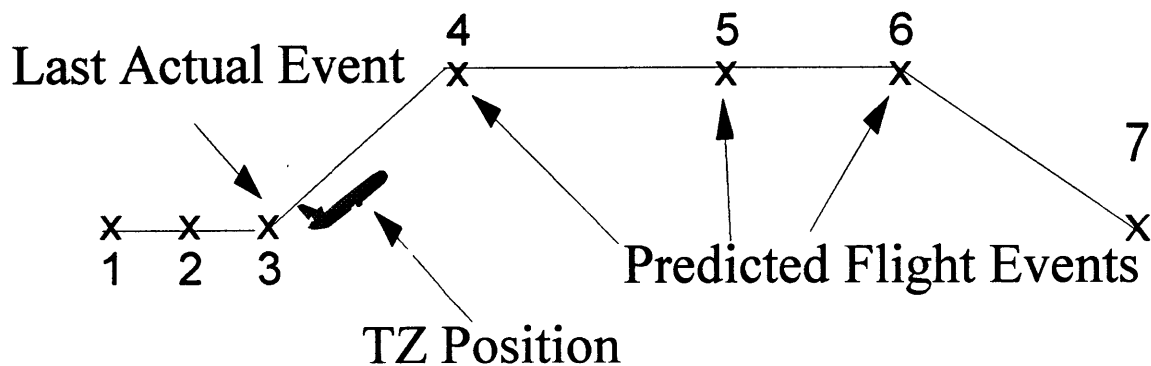 4 5 6
Last Actual Event
7
X X X X X X X
1 2 3
Predicted Flight Events
TZ Position